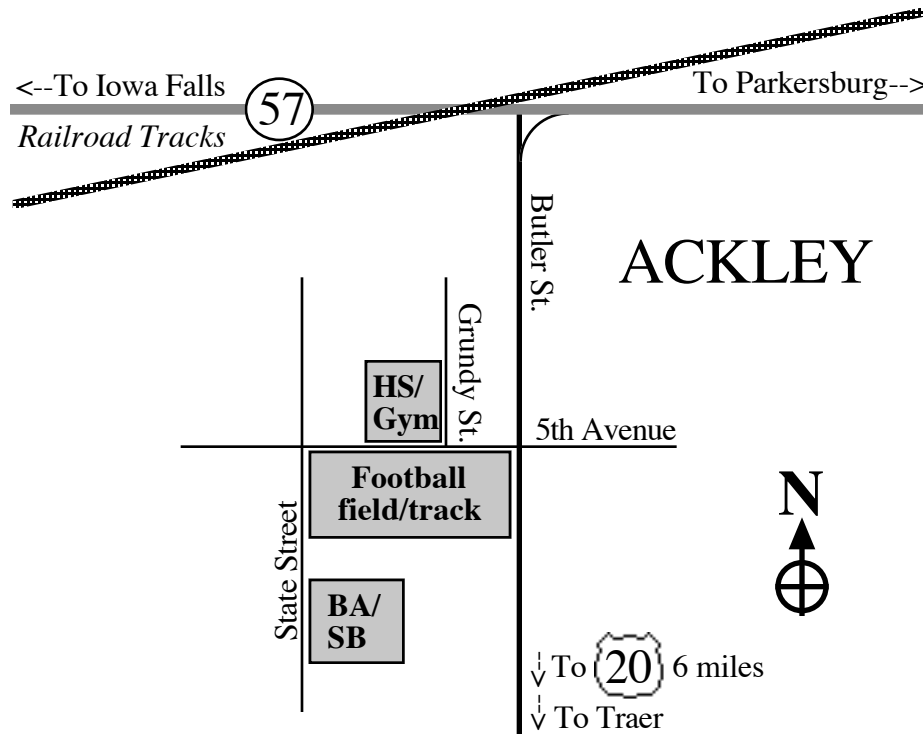 <--To Iowa Falls
57
To Parkersburg-->
Railroad Tracks
Butler St.
ACKLEY
Grundy St.
HS/
Gym
5th Avenue
Football
field/track
State Street
N
BA/
SB
To 20 6 miles
To Traer